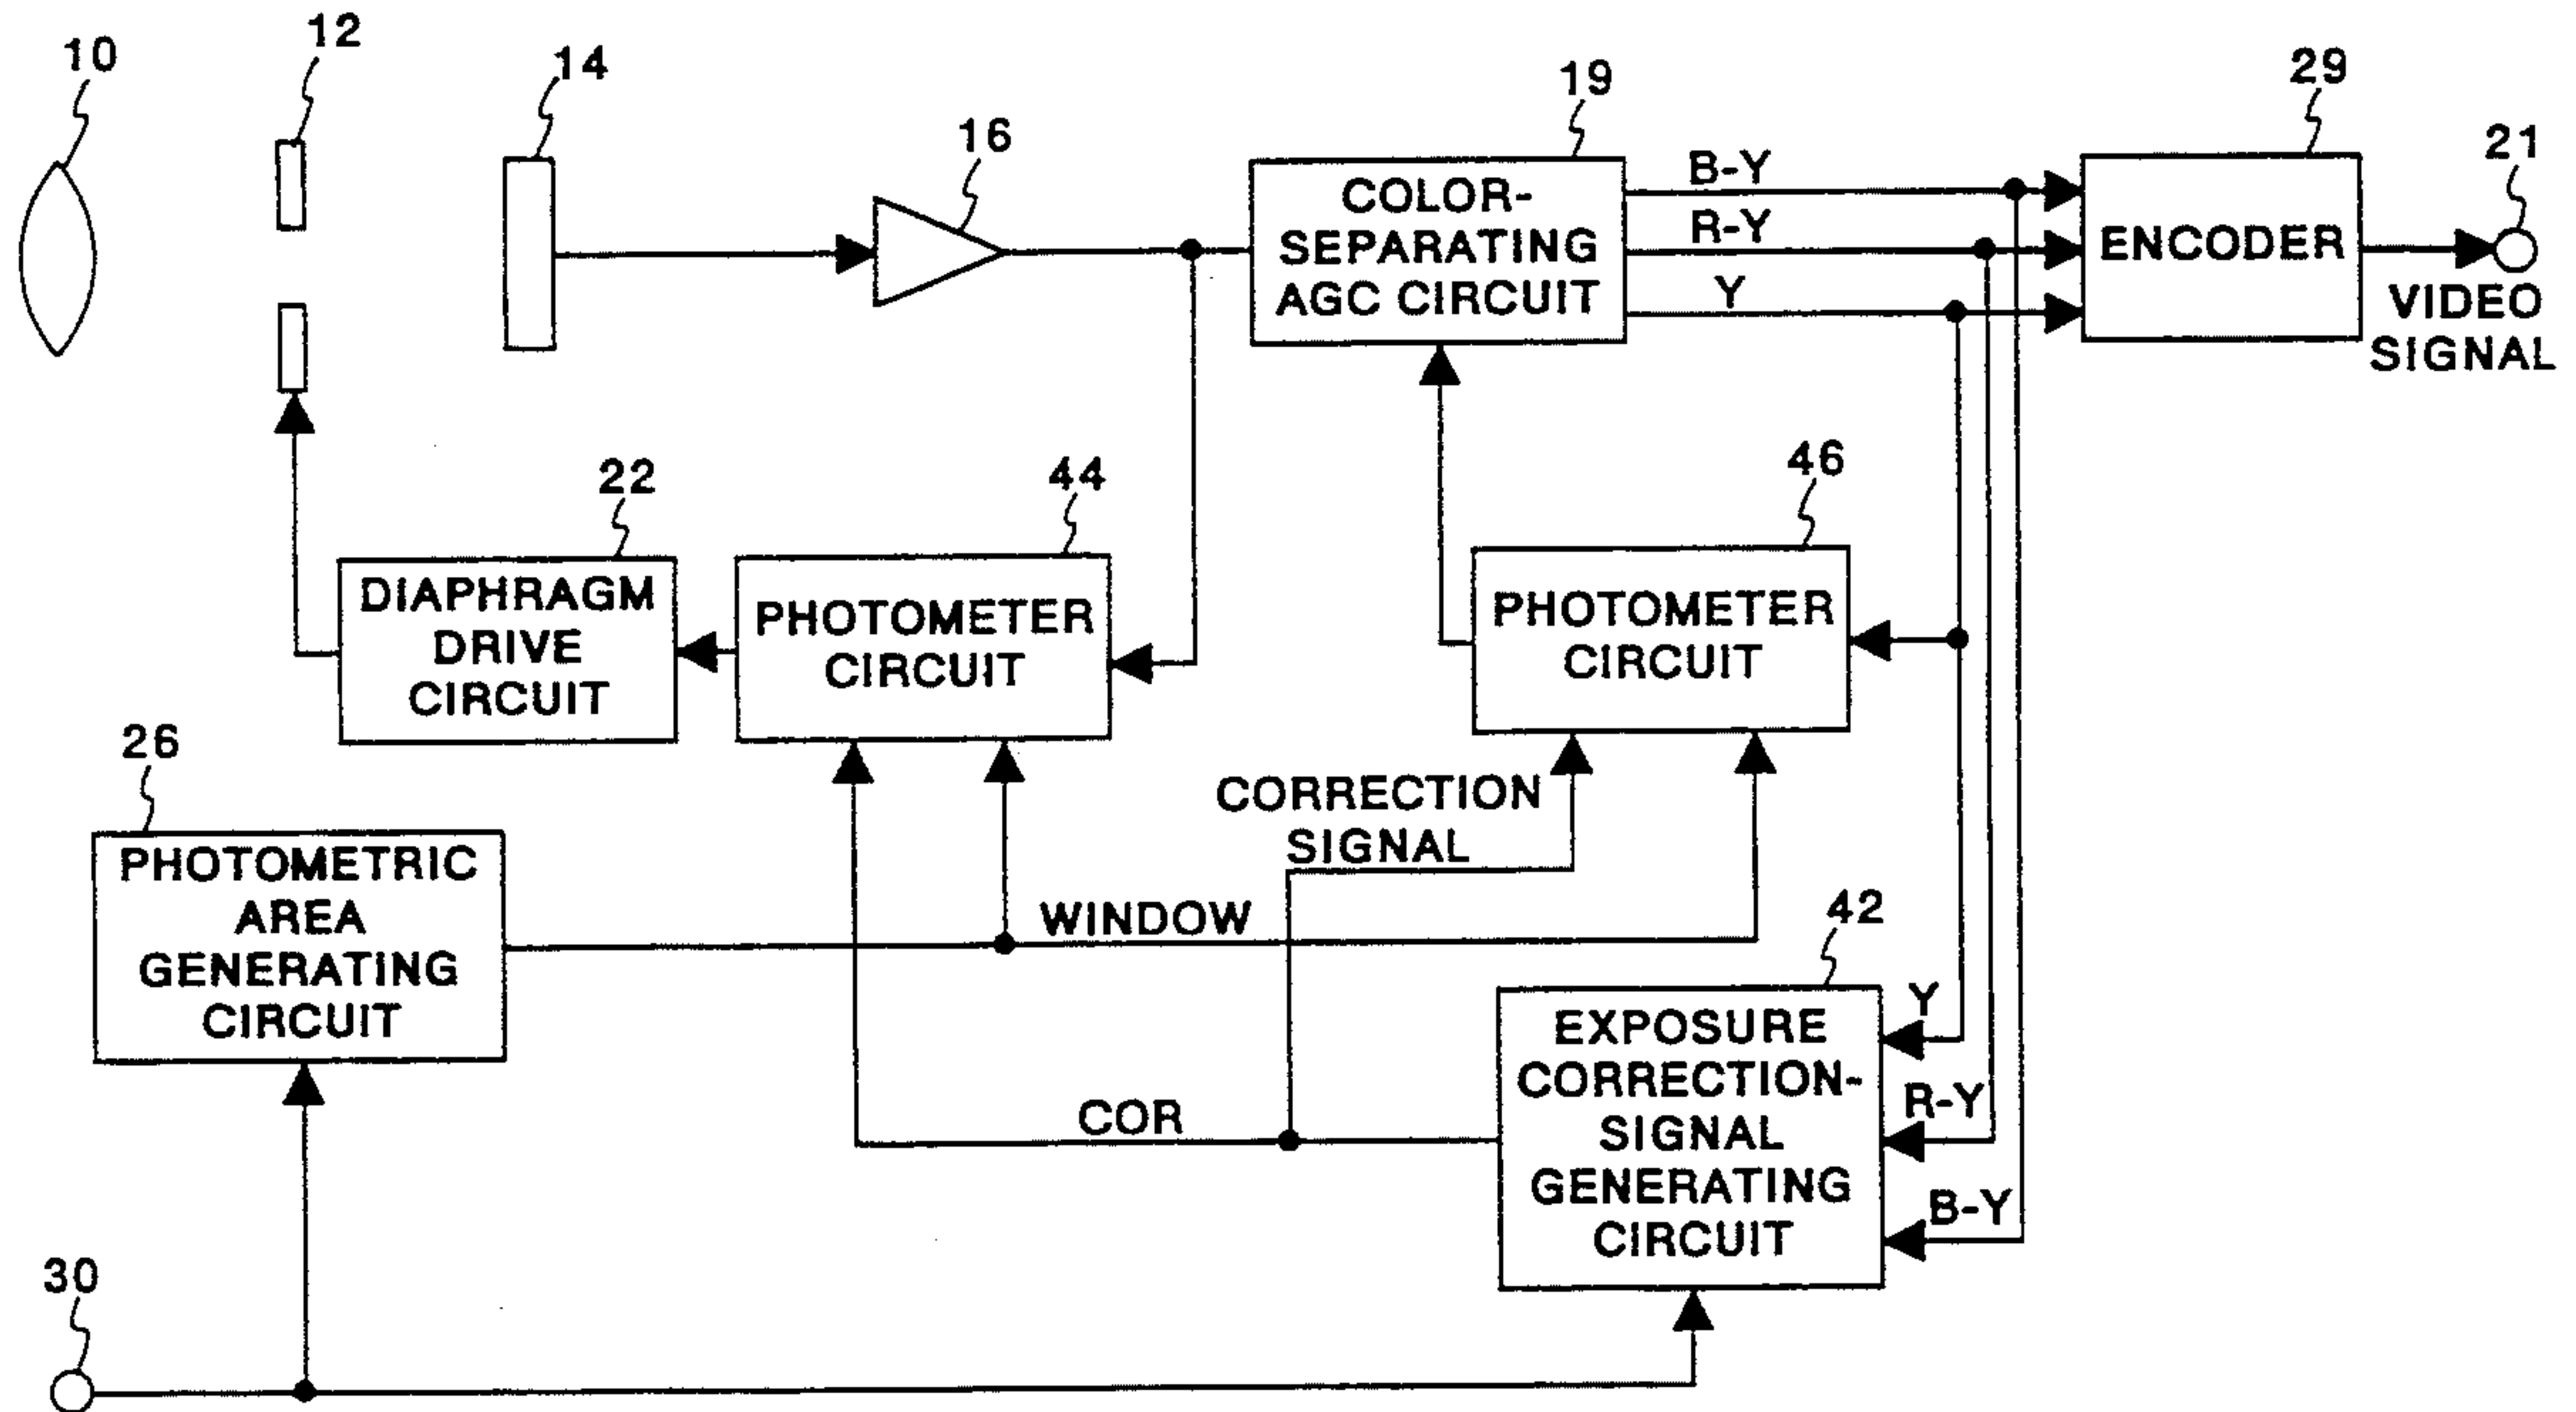 10
12
14
16
19
29
21
COLOR-
SEPARATING
AGC CIRCUIT
B-Y
R-Y
Y
ENCODER
VIDEO
SIGNAL
22
44
46
DIAPHRAGM
DRIVE
CIRCUIT
PHOTOMETER
CIRCUIT
PHOTOMETER
CIRCUIT
26
PHOTOMETRIC
AREA
GENERATING
CIRCUIT
CORRECTION
SIGNAL
WINDOW
42
EXPOSURE
CORRECTION-
SIGNAL
GENERATING
CIRCUIT
Y
R-Y
B-Y
COR
30